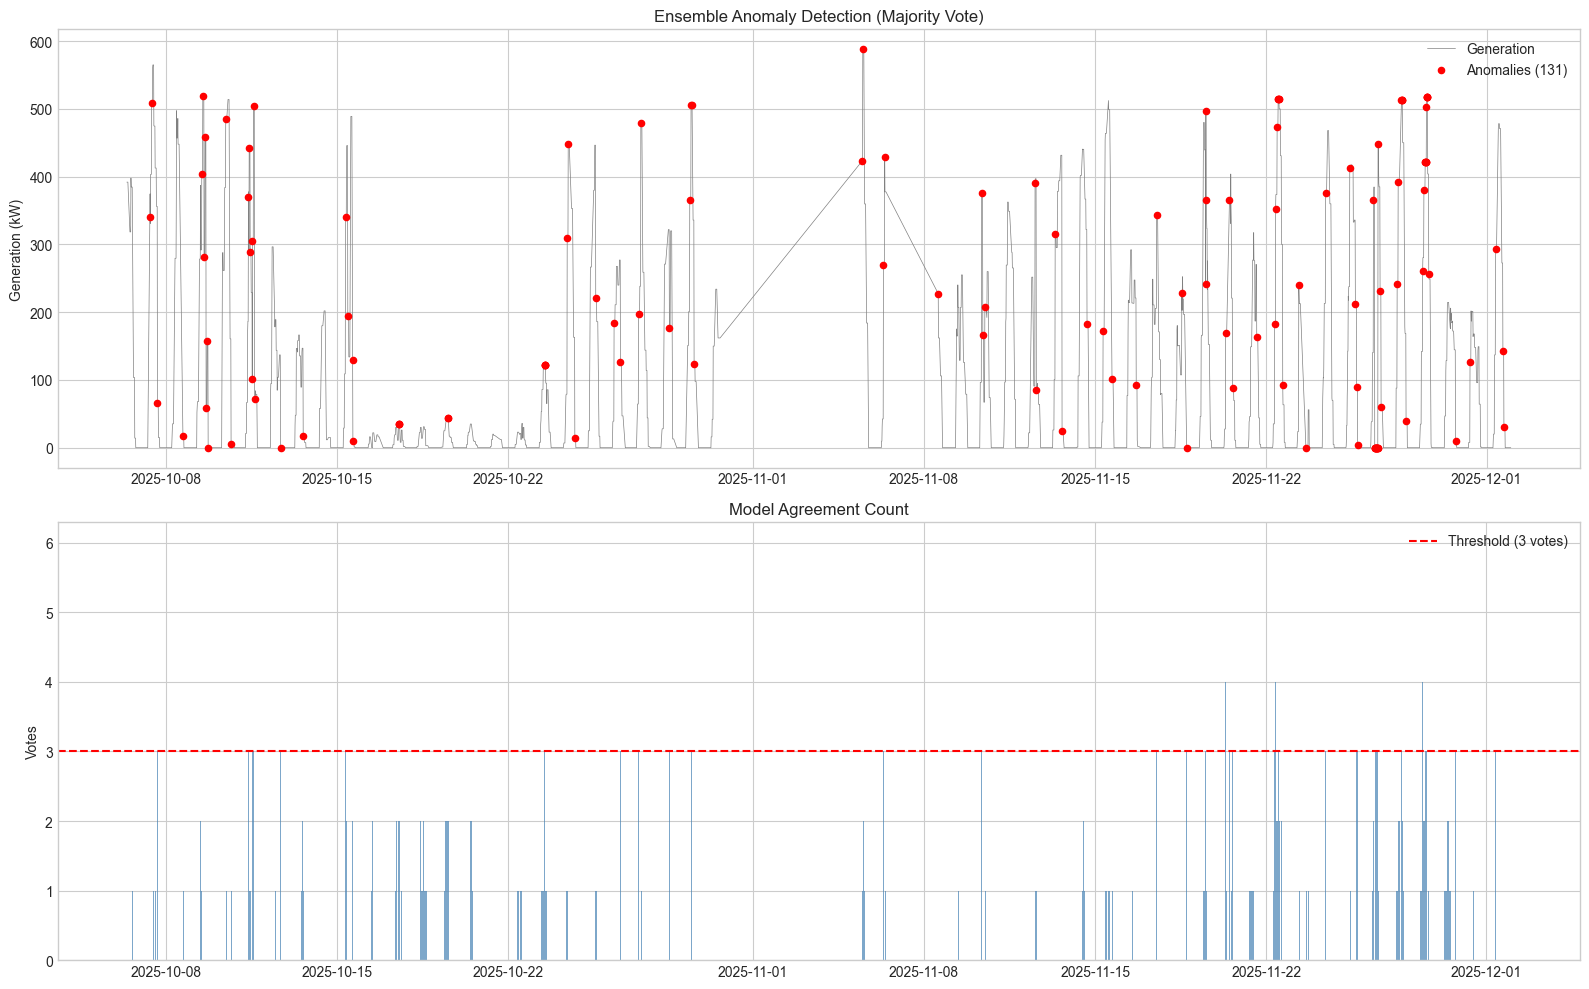 Ensemble Anomaly Detection (Majority Vote)
600
500
400
300
200
100
0
Generation (kW)
Generation
Anomalies (131)
2025-10-08 2025-10-15 2025-10-22 2025-11-01 2025-11-08 2025-11-15 2025-11-22 2025-12-01
Model Agreement Count
6
5
4
3
2
1
0
Votes
Threshold (3 votes)
2025-10-08 2025-10-15 2025-10-22 2025-11-01 2025-11-08 2025-11-15 2025-11-22 2025-12-01